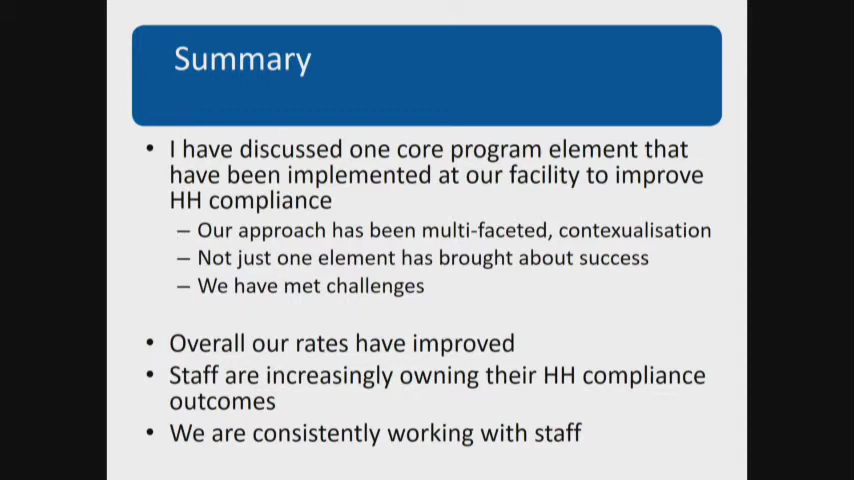 Summary
• I have discussed one core program element that
have been implemented at our facility to improve
HH compliance
– Our approach has been multi-faceted, contexualisation
– Not just one element has brought about success
– We have met challenges
• Overall our rates have improved
• Staff are increasingly owning their HH compliance
outcomes
• We are consistently working with staff